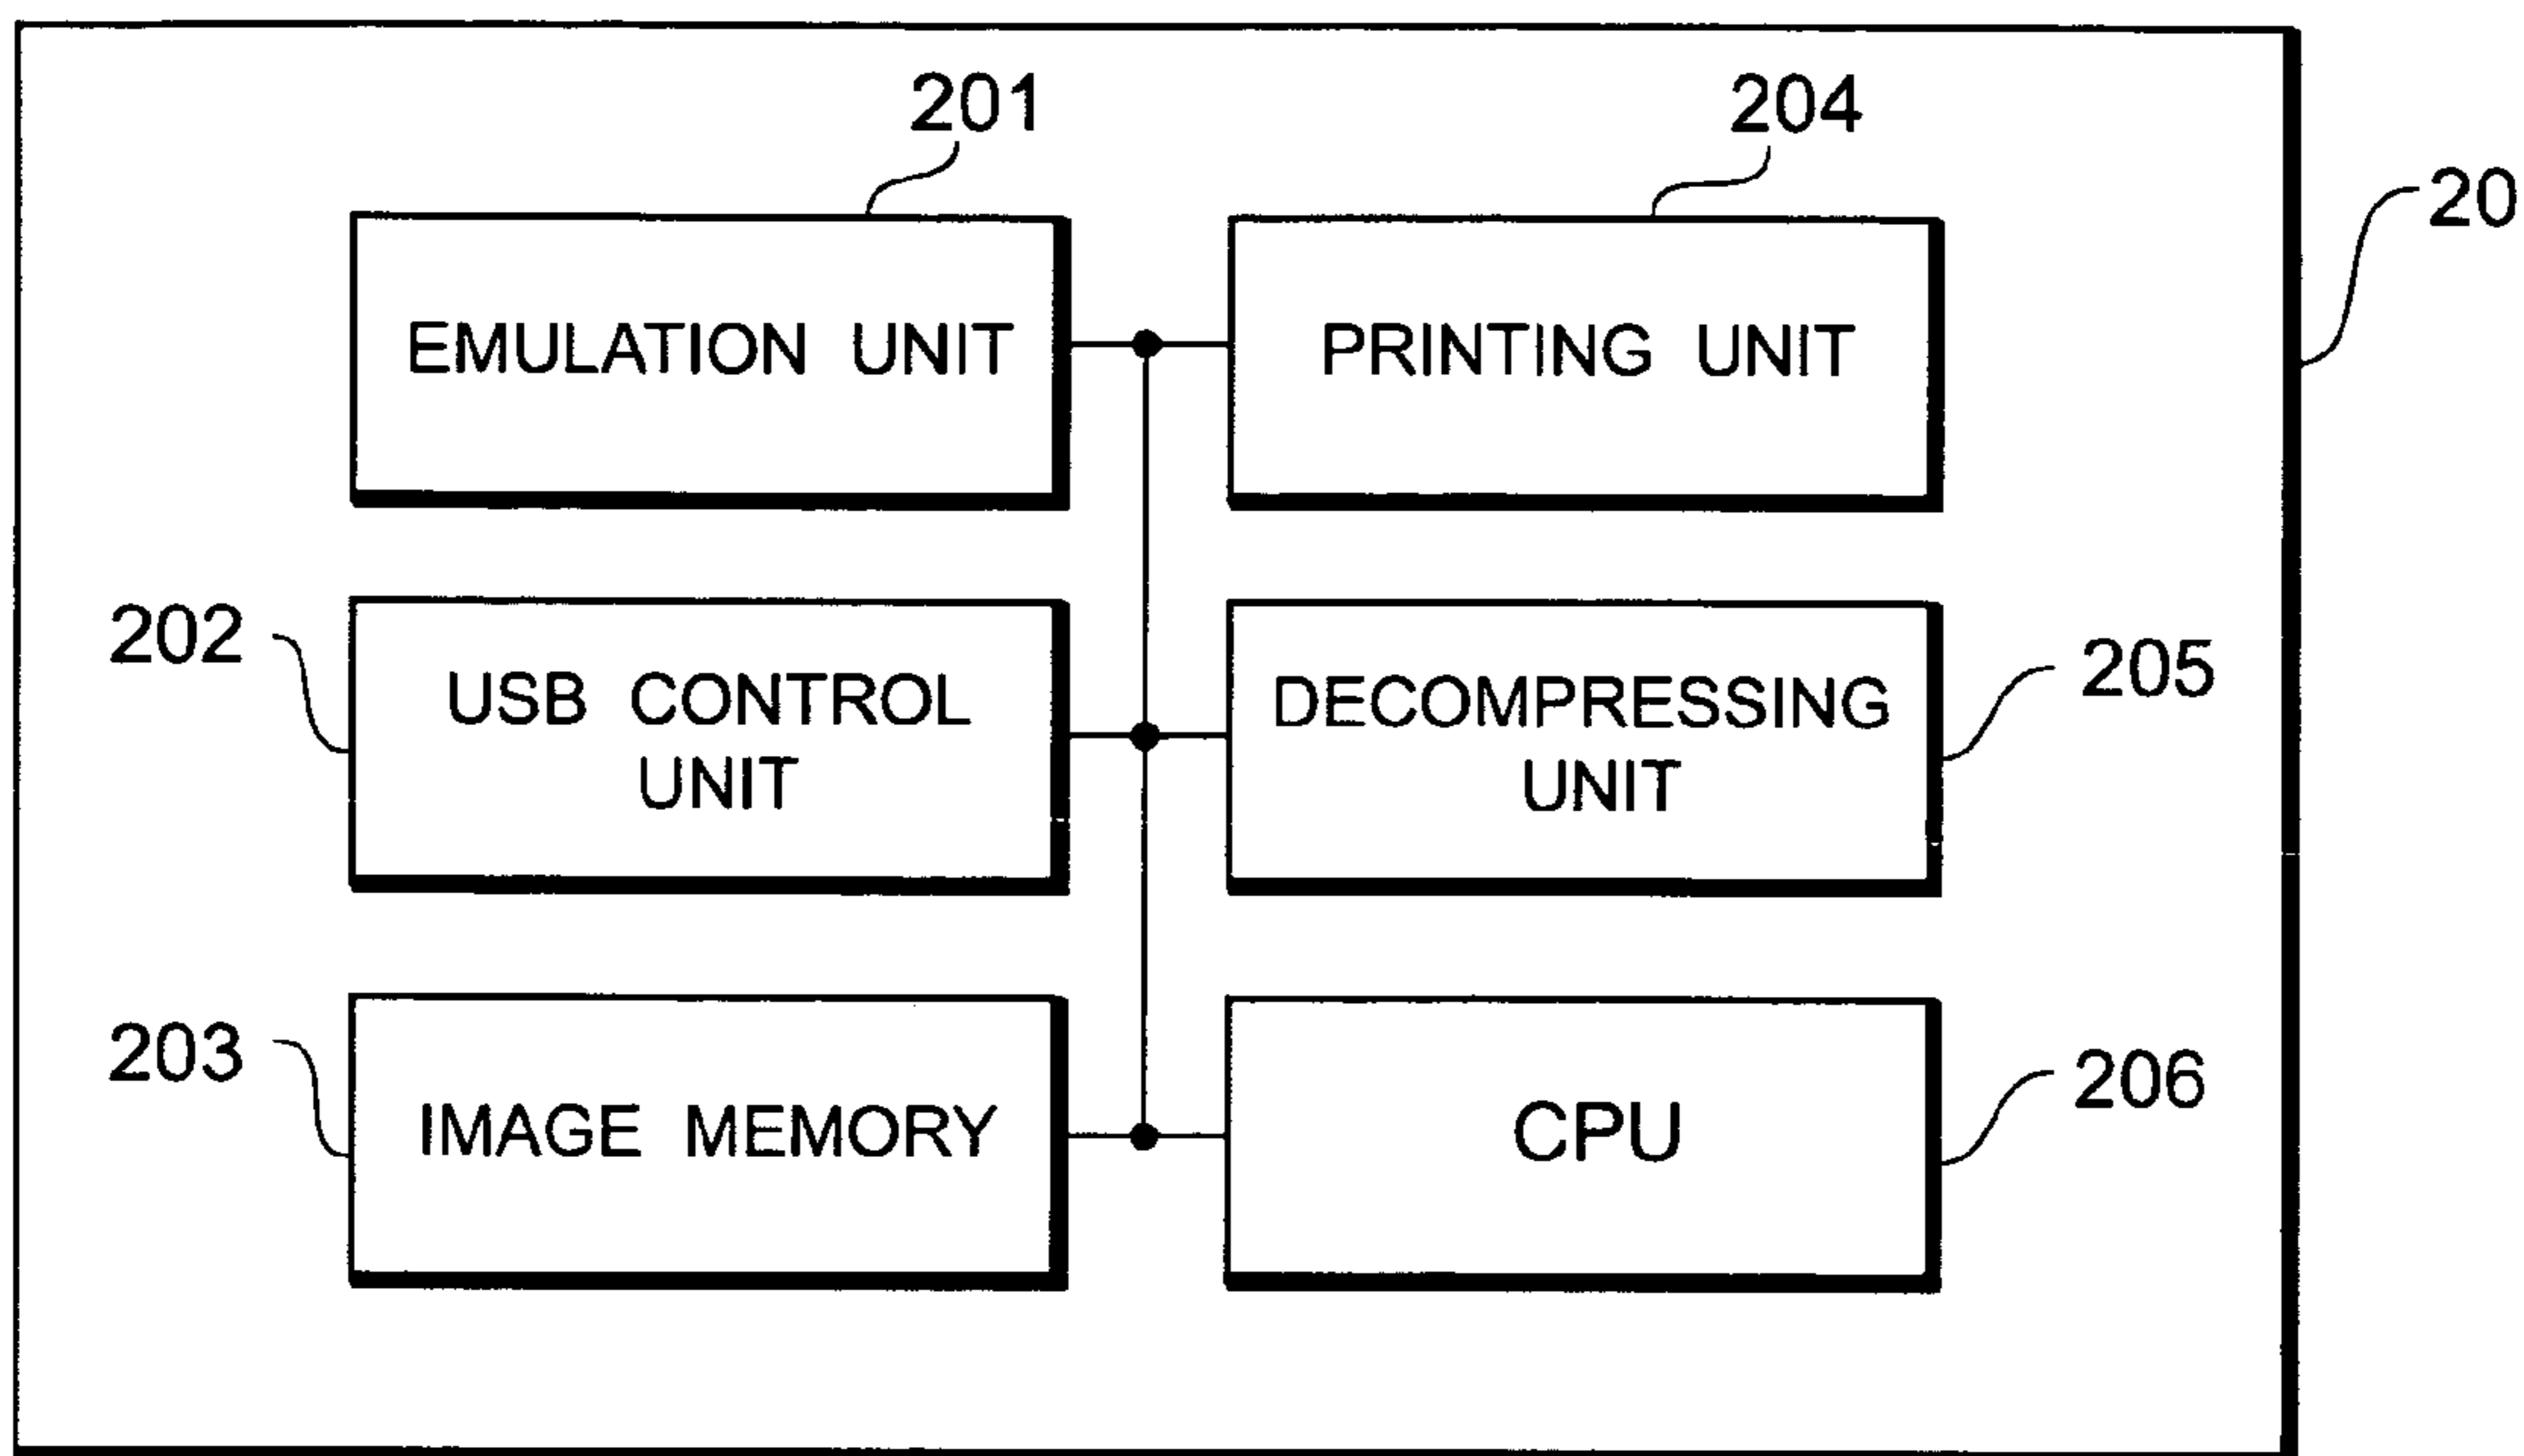 201
204
20
EMULATION UNIT
PRINTING UNIT
202
USB CONTROL
UNIT
DECOMPRESSING
UNIT
205
203
IMAGE MEMORY
CPU
206